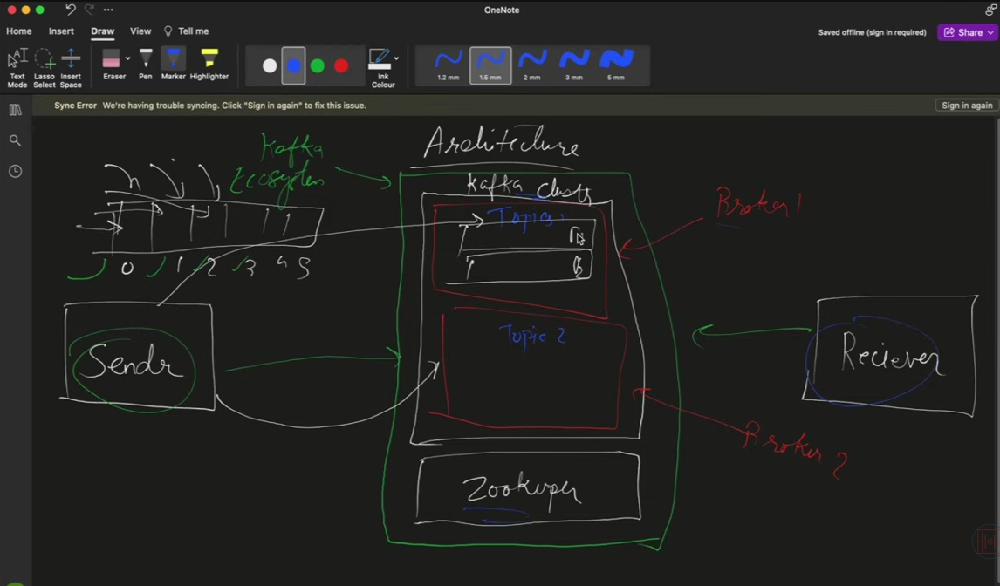 OneNote
Home Insert Draw View Tell me
Saved offline (sign in required)
Share
Text Mode
Lasso Select
Insert Space
Eraser
Pen
Marker
Highlighter
Ink Colour
1.2 mm
1.5 mm
2 mm
3 mm
5 mm
Sync Error We're having trouble syncing. Click "Sign in again" to fix this issue.
Sign in again
Architecture
Kafka
Ecosystem
Kafka Clustr
Topic 1
Broker 1
B
0 1 2 3 4 5
Topic 2
Sendr
Reciever
Broker 2
Zookeeper